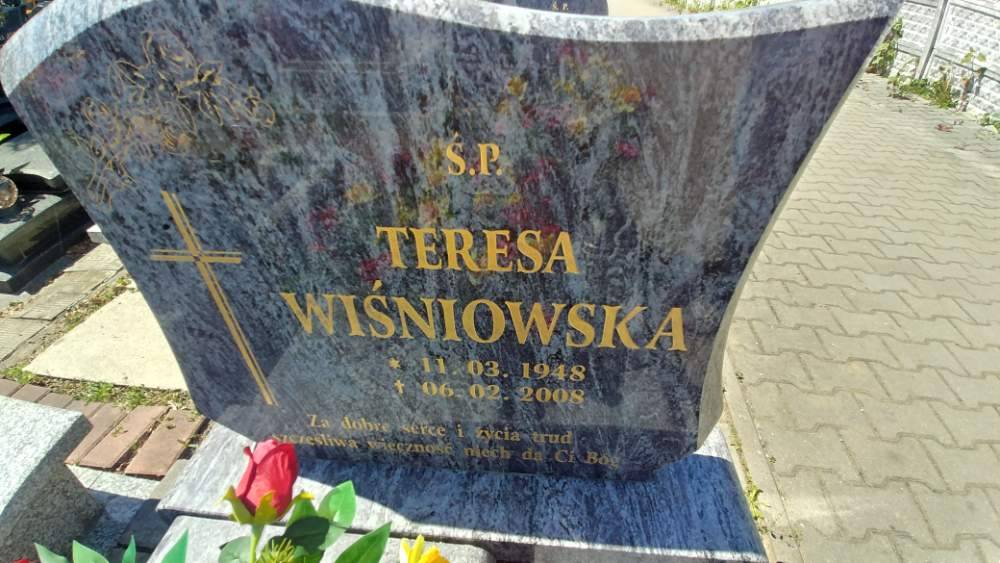 Ś.P.
TERESA
WIŚNIOWSKA
* 11.03.1948
† 06.02.2008
Za dobre serce i życia trud
szczęśliwą wieczność niech da Ci Bóg